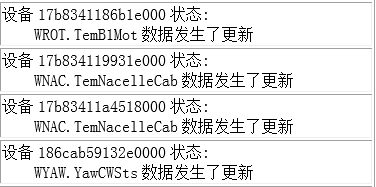 设备 17b8341186b1e000 状态:
WROT.TemB1Mot 数据发生了更新
设备 17b834119931e000 状态:
WNAC.TemNacelleCab 数据发生了更新
设备 17b83411a4518000 状态:
WNAC.TemNacelleCab 数据发生了更新
设备 186cab59132e0000 状态:
WYAW.YawCWSts 数据发生了更新